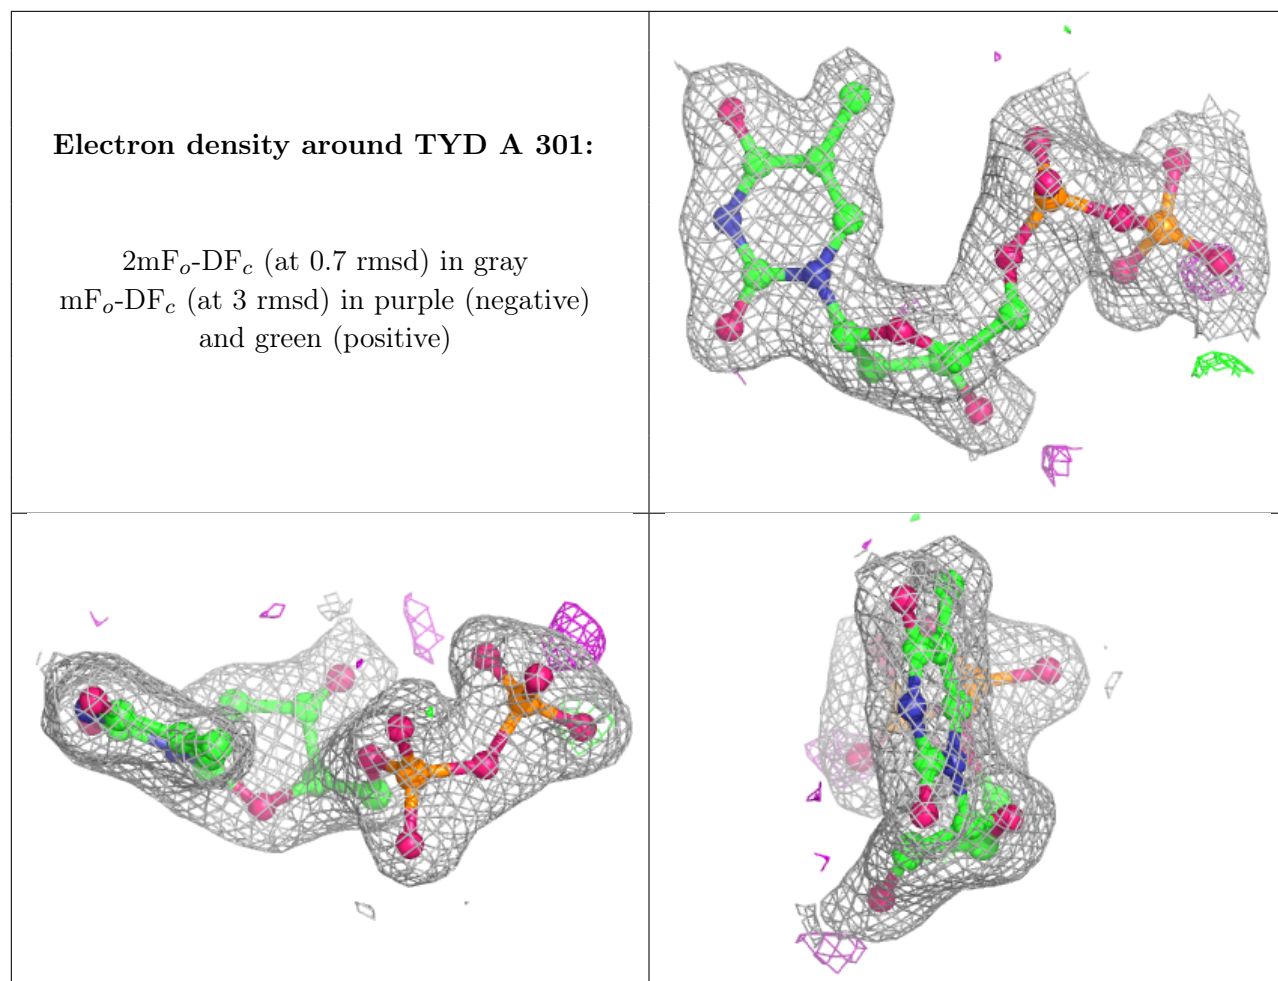 Electron density around TYD A 301:
2mFo-DFc (at 0.7 rmsd) in gray
mFo-DFc (at 3 rmsd) in purple (negative)
and green (positive)